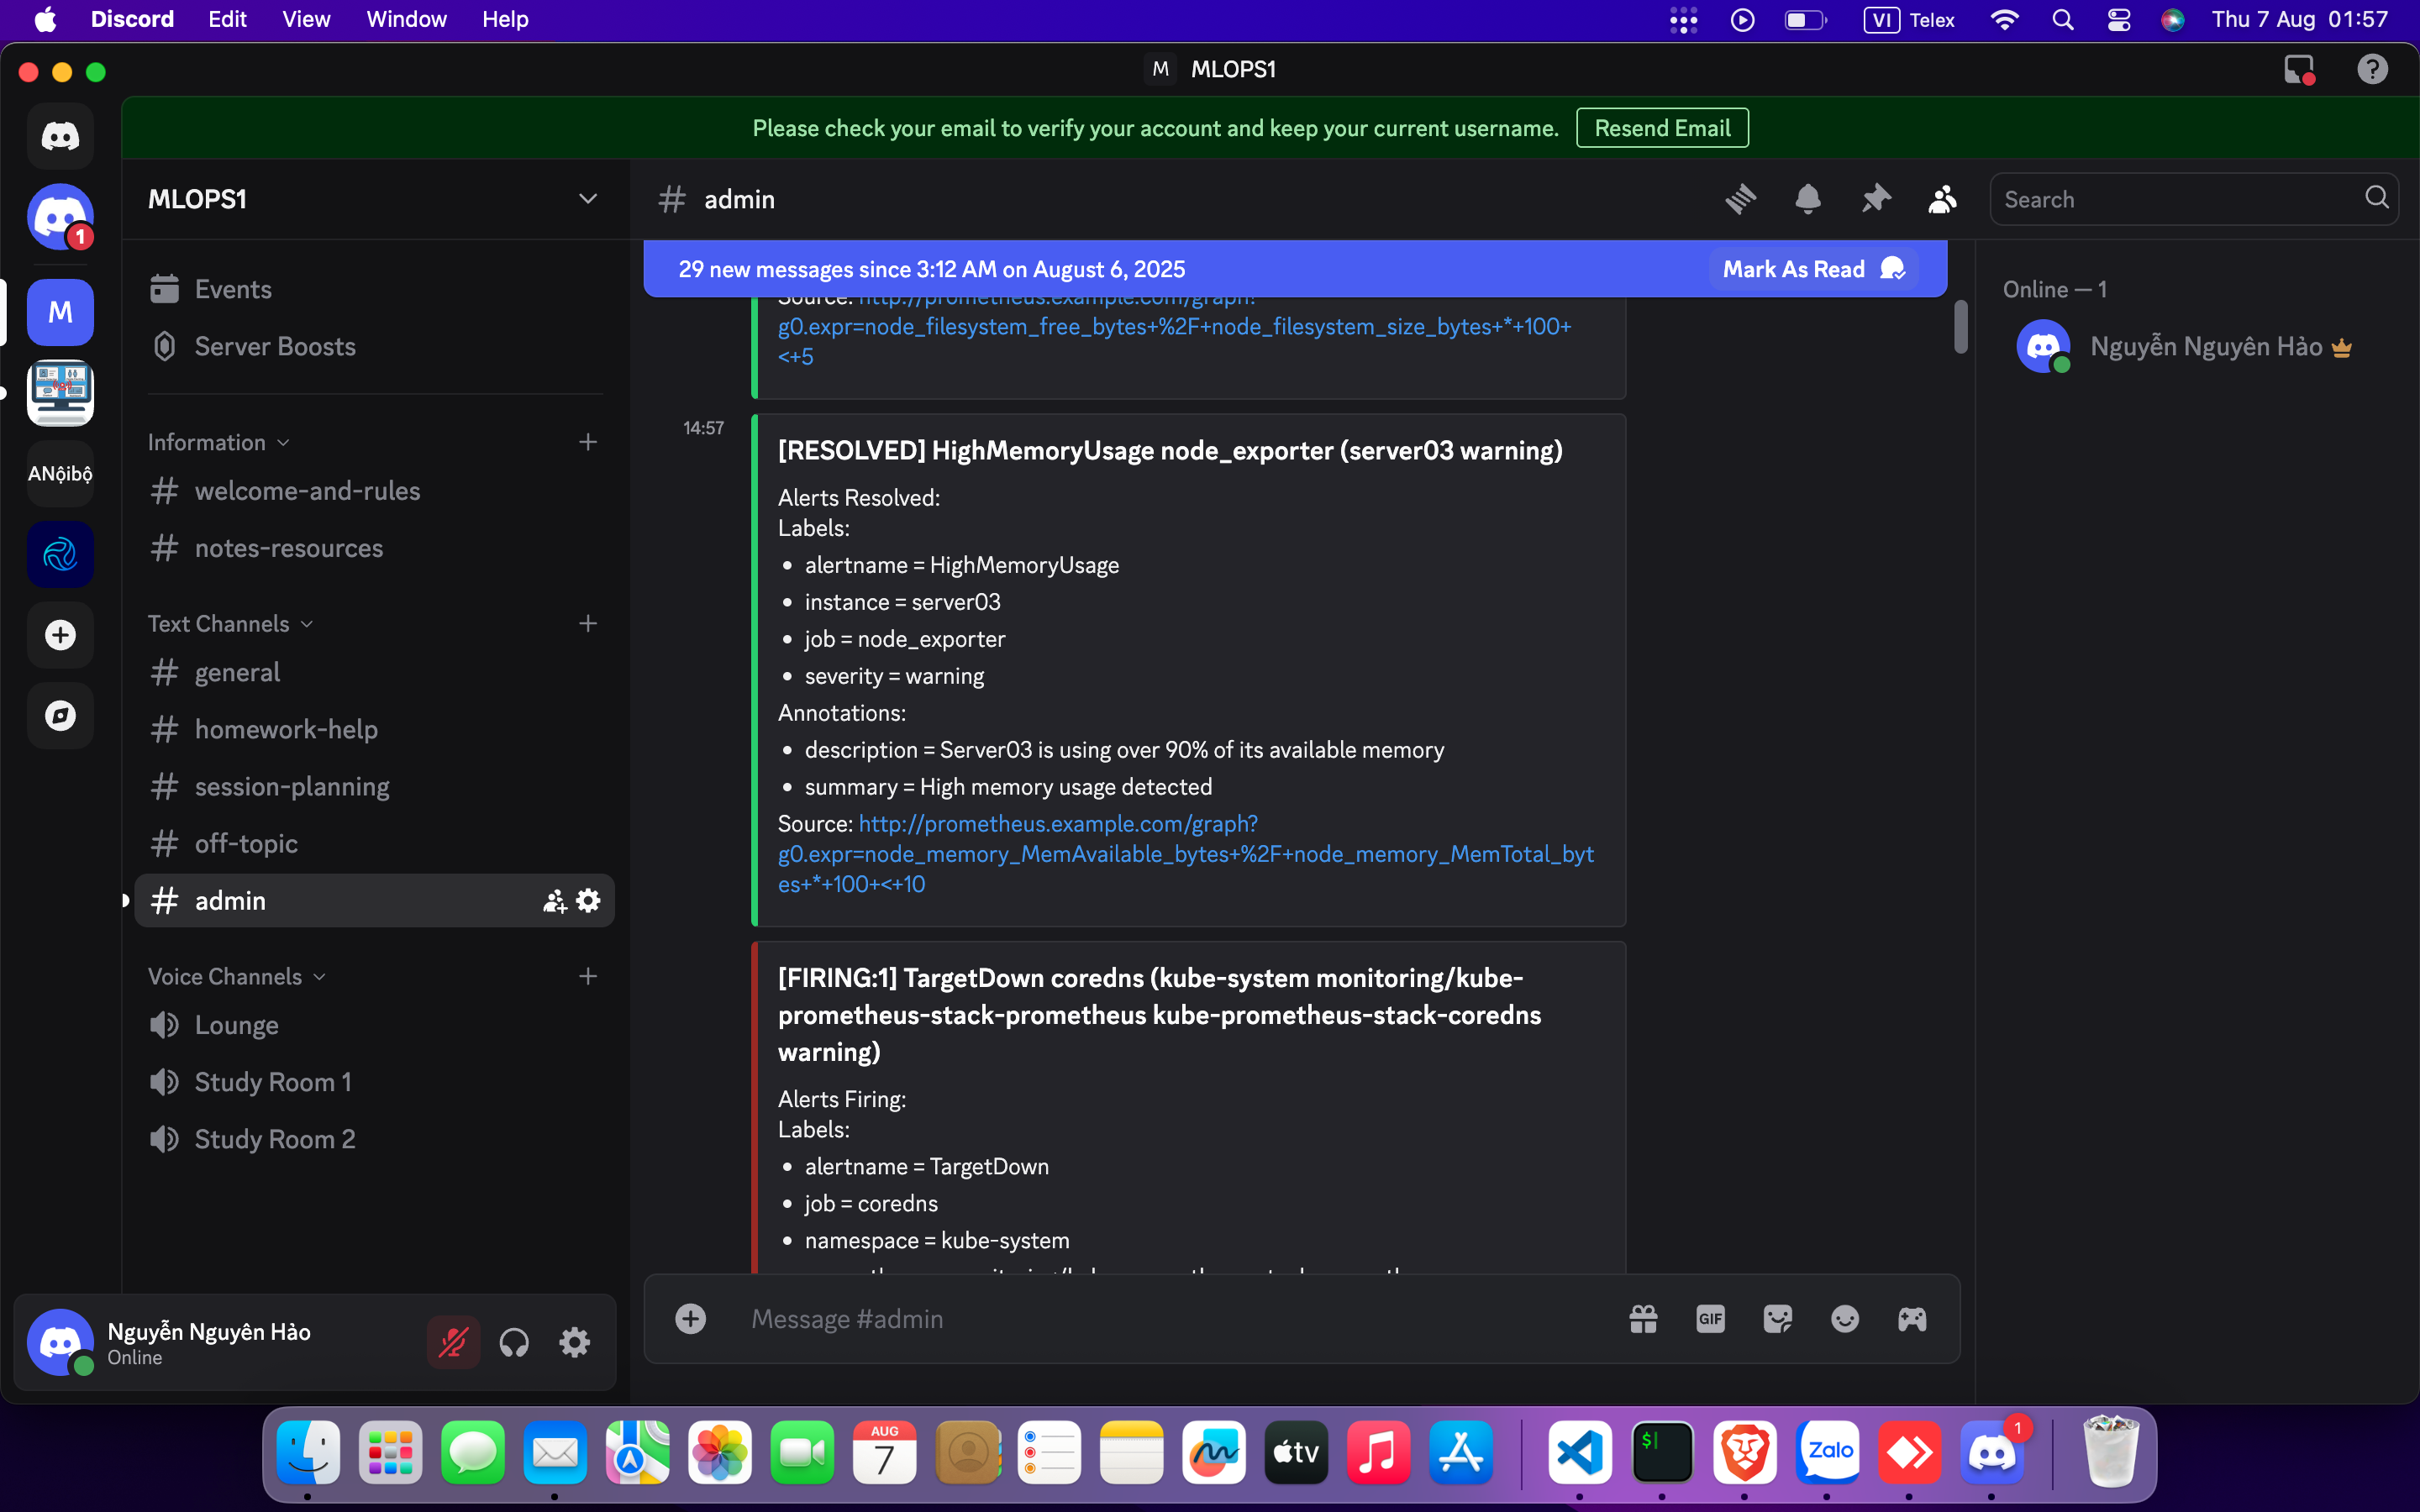 Discord Edit View Window Help
VI Telex Thu 7 Aug 01:57
M MLOPS1
Please check your email to verify your account and keep your current username. Resend Email
1
M
ANộibộ
MLOPS1
Events
Server Boosts
Information
welcome-and-rules
notes-resources
Text Channels
general
homework-help
session-planning
off-topic
admin
Voice Channels
Lounge
Study Room 1
Study Room 2
Nguyễn Nguyên Hảo
Online
# admin
Search
29 new messages since 3:12 AM on August 6, 2025 Mark As Read
Source: http://prometheus.example.com/graph?
g0.expr=node_filesystem_free_bytes+%2F+node_filesystem_size_bytes+*+100+
<+5
14:57
[RESOLVED] HighMemoryUsage node_exporter (server03 warning)
Alerts Resolved:
Labels:
• alertname = HighMemoryUsage
• instance = server03
• job = node_exporter
• severity = warning
Annotations:
• description = Server03 is using over 90% of its available memory
• summary = High memory usage detected
Source: http://prometheus.example.com/graph?
g0.expr=node_memory_MemAvailable_bytes+%2F+node_memory_MemTotal_byt
es+*+100+<+10
[FIRING:1] TargetDown coredns (kube-system monitoring/kube-
prometheus-stack-prometheus kube-prometheus-stack-coredns
warning)
Alerts Firing:
Labels:
• alertname = TargetDown
• job = coredns
• namespace = kube-system
Message #admin
GIF
Online — 1
Nguyễn Nguyên Hảo
AUG
7
tv
$
Zalo
1